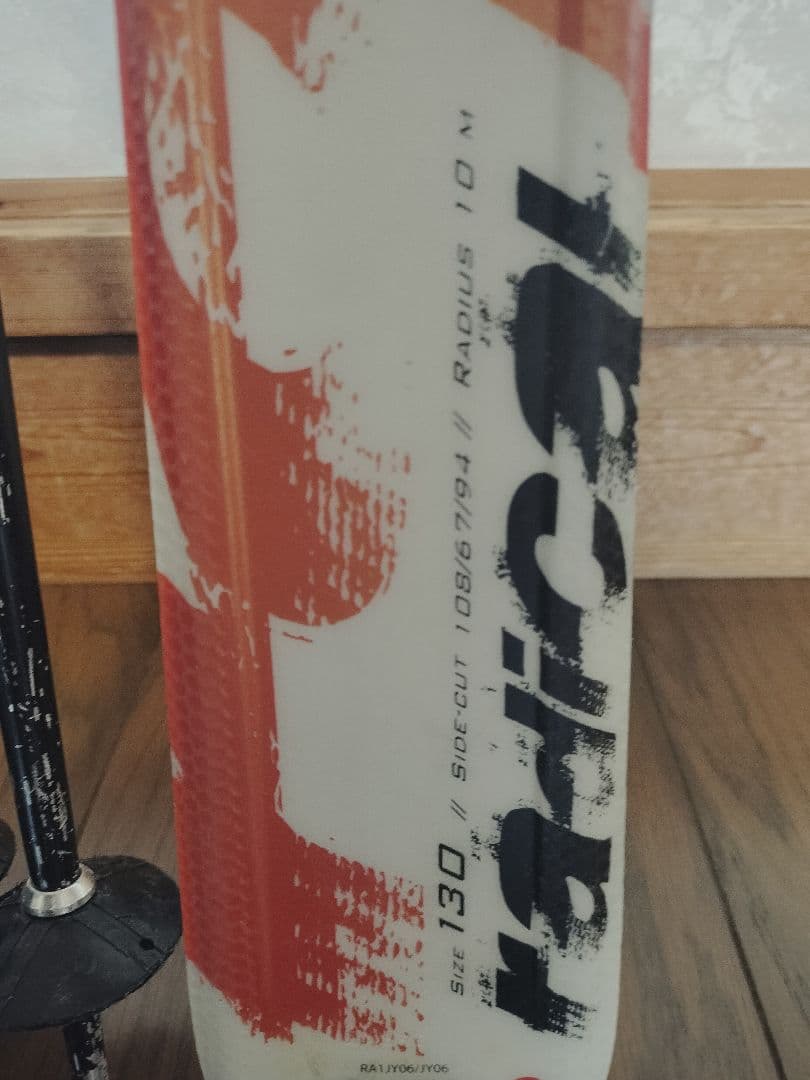 SIZE 130 // SIDE-CUT 108/67/94 // RADIUS 10 M
radical
RA1JY06/JY06